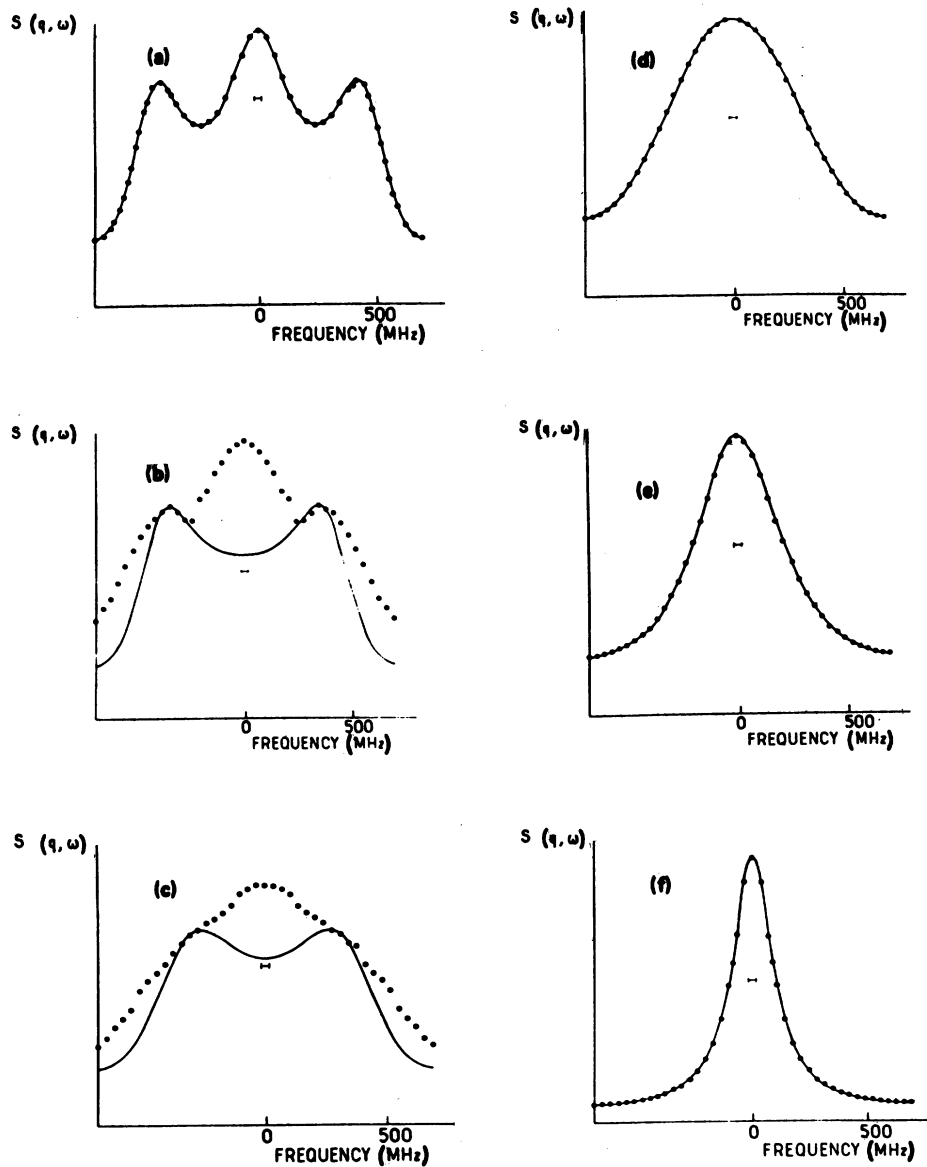 S (q,ω)
(a)
0
500
FREQUENCY (MHz)
S (q,ω)
(d)
0
500
FREQUENCY (MHz)
S (q,ω)
(b)
0
500
FREQUENCY (MHz)
S (q,ω)
(e)
0
500
FREQUENCY (MHz)
S (q,ω)
(c)
0
500
FREQUENCY (MHz)
S (q,ω)
(f)
0
500
FREQUENCY (MHz)